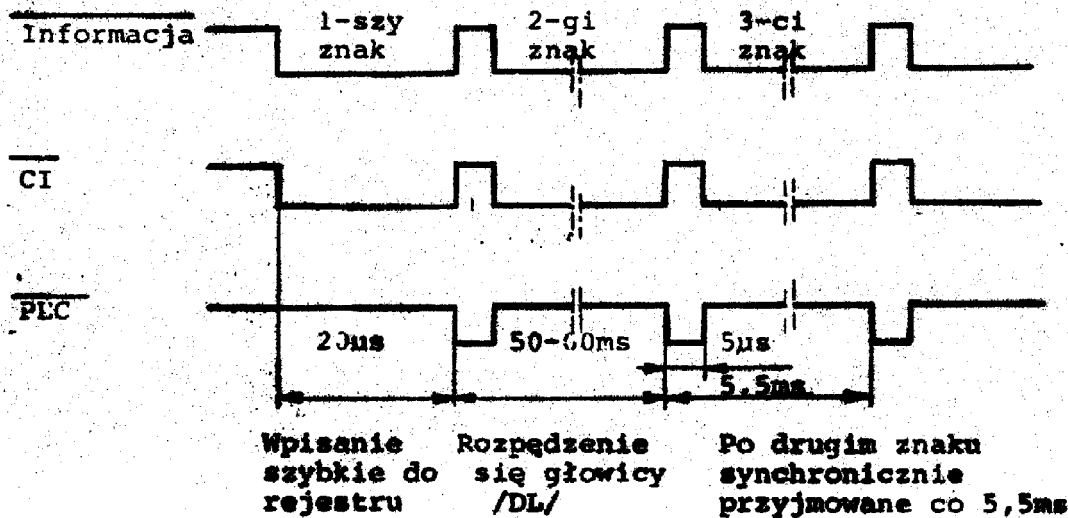 Informacja
1-szy znak
2-gi znak
3-ci znak
CI
PLC
20µs
50-60ms
5µs
5,5ms
Wpisanie szybkie do rejestru
Rozpędzenie się głowicy /DL/
Po drugim znaku synchronicznie przyjmowane co 5,5ms